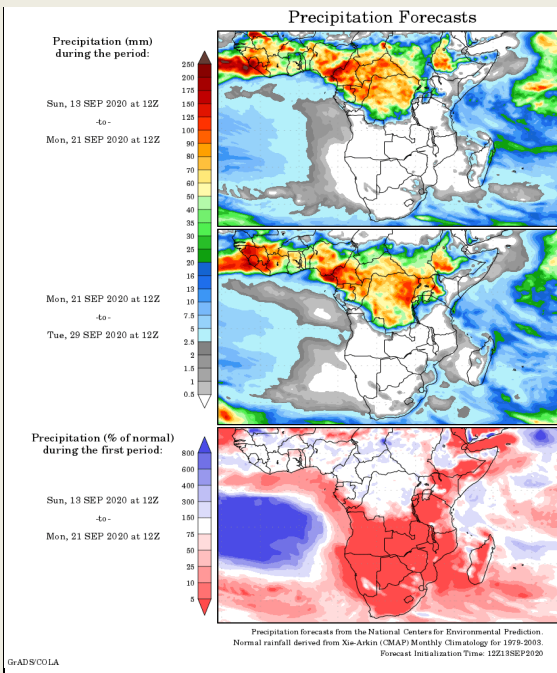 Precipitation Forecasts
Precipitation (mm)
during the period:
Sun, 13 SEP 2020 at 12Z
-to-
Mon, 21 SEP 2020 at 12Z
250
200
175
150
125
100
90
80
70
60
50
40
35
30
25
20
16
13
10
7.5
5
2.5
2
1.5
1
0.5
Mon, 21 SEP 2020 at 12Z
-to-
Tue, 29 SEP 2020 at 12Z
Precipitation (% of normal)
during the first period:
Sun, 13 SEP 2020 at 12Z
-to-
Mon, 21 SEP 2020 at 12Z
800
600
400
300
150
75
50
25
10
5
Precipitation forecasts from the National Centers for Environmental Prediction.
Normal rainfall derived from Xie-Arkin (CMAP) Monthly Climatology for 1979-2003.
Forecast Initialization Time: 12Z13SEP2020
GrADS/COLA